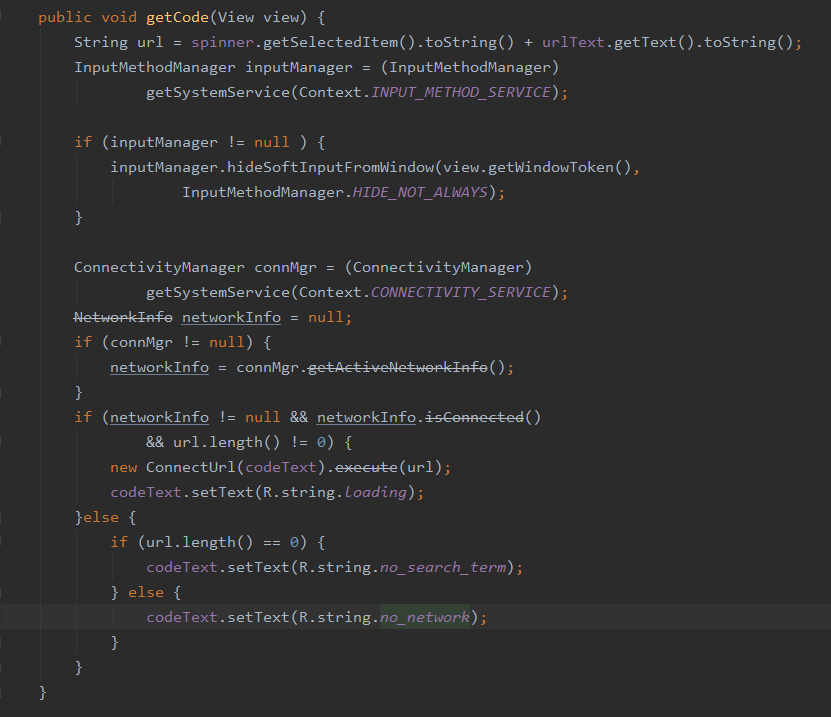 public void getCode(View view) {
String url = spinner.getSelectedItem().toString() + urlText.getText().toString();
InputMethodManager inputManager = (InputMethodManager)
getSystemService(Context.INPUT_METHOD_SERVICE);
if (inputManager != null ) {
inputManager.hideSoftInputFromWindow(view.getWindowToken(),
InputMethodManager.HIDE_NOT_ALWAYS);
}
ConnectivityManager connMgr = (ConnectivityManager)
getSystemService(Context.CONNECTIVITY_SERVICE);
NetworkInfo networkInfo = null;
if (connMgr != null) {
networkInfo = connMgr.getActiveNetworkInfo();
}
if (networkInfo != null && networkInfo.isConnected()
&& url.length() != 0) {
new ConnectUrl(codeText).execute(url);
codeText.setText(R.string.loading);
}else {
if (url.length() == 0) {
codeText.setText(R.string.no_search_term);
} else {
codeText.setText(R.string.no_network);
}
}
}